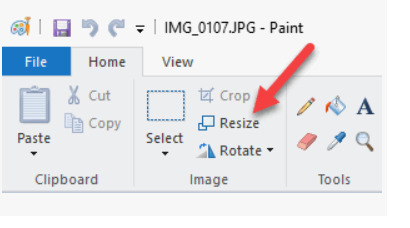 IMG_0107.JPG - Paint
File Home View
Cut
Copy
Paste
Clipboard
Select
Crop
Resize
Rotate
Image
A
Tools